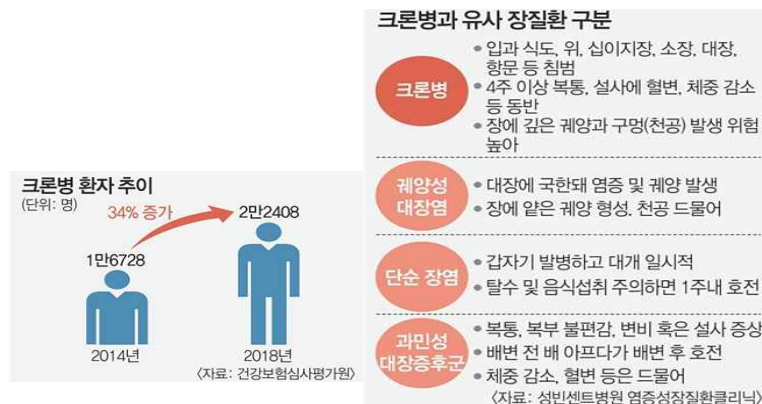 크론병 환자 추이
(단위: 명)
34% 증가
2만2408
1만6728
2014년
2018년
〈자료: 건강보험심사평가원〉
크론병과 유사 장질환 구분
크론병
• 입과 식도, 위, 십이지장, 소장, 대장,
항문 등 침범
• 4주 이상 복통, 설사에 혈변, 체중 감소
등 동반
• 장에 깊은 궤양과 구멍(천공) 발생 위험
높아
궤양성
대장염
• 대장에 국한돼 염증 및 궤양 발생
• 장에 얕은 궤양 형성, 천공 드물어
단순 장염
• 갑자기 발병하고 대개 일시적
• 탈수 및 음식섭취 주의하면 1주내 호전
과민성
대장증후군
• 복통, 복부 불편감, 변비 혹은 설사 증상
• 배변 전 배 아프다가 배변 후 호전
• 체중 감소, 혈변 등은 드물어
〈자료: 성빈센트병원 염증성장질환클리닉〉